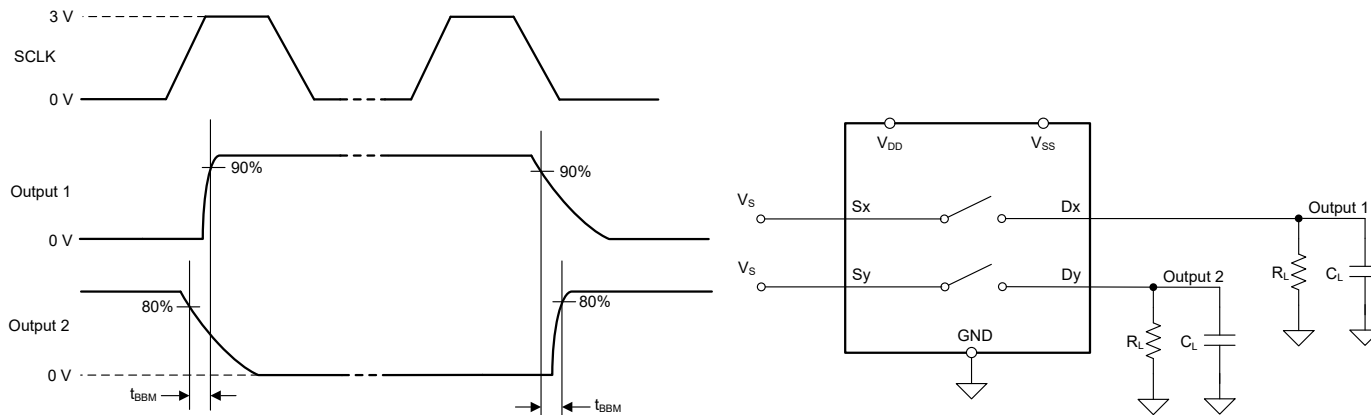 3 V
SCLK
0 V
90%
90%
Output 1
0 V
80%
80%
Output 2
0 V
tBBM
tBBM
VDD
VSS
VS
Sx
Dx
Output 1
RL
CL
VS
Sy
Dy
Output 2
RL
CL
GND